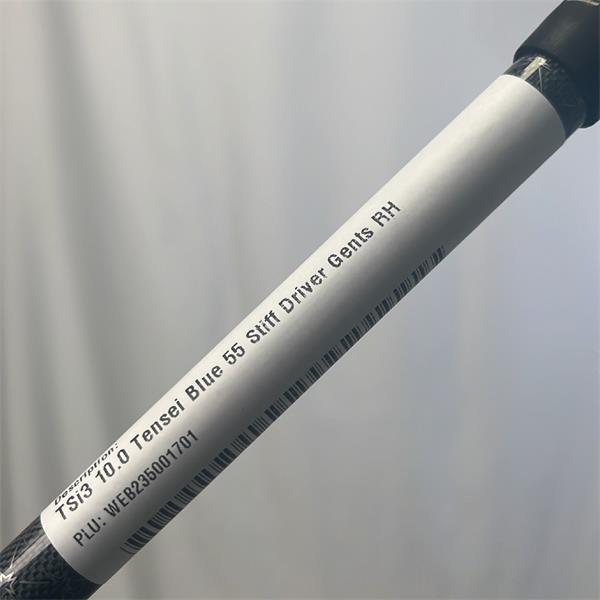 Description:
TSi3 10.0 Tensei Blue 55 Stiff Driver Gents RH
PLU: WEB235001701